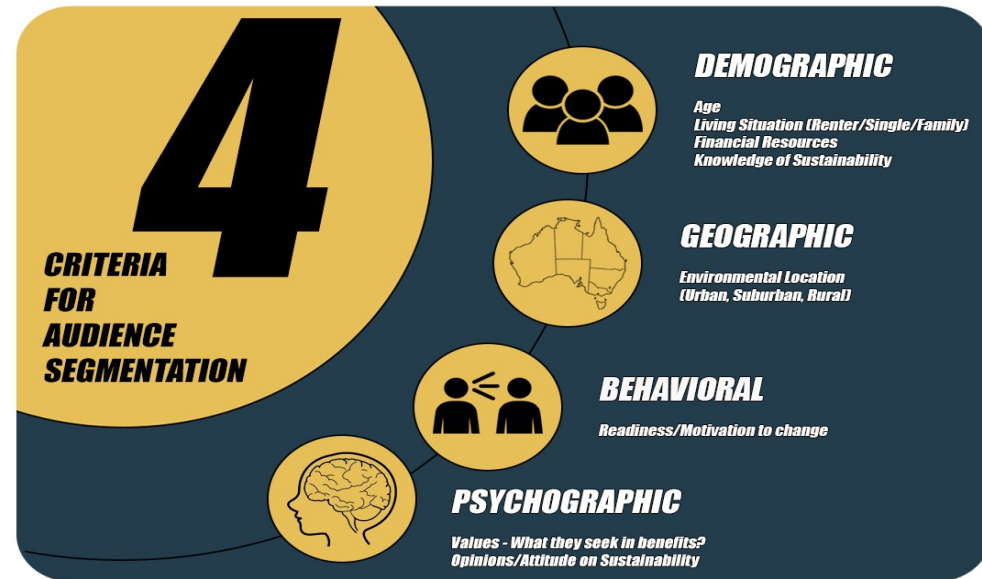 4
CRITERIA
FOR
AUDIENCE
SEGMENTATION
DEMOGRAPHIC
Age
Living Situation (Renter/Single/Family)
Financial Resources
Knowledge of Sustainability
GEOGRAPHIC
Environmental Location
(Urban, Suburban, Rural)
BEHAVIORAL
Readiness/Motivation to change
PSYCHOGRAPHIC
Values - What they seek in benefits?
Opinions/Attitude on Sustainability